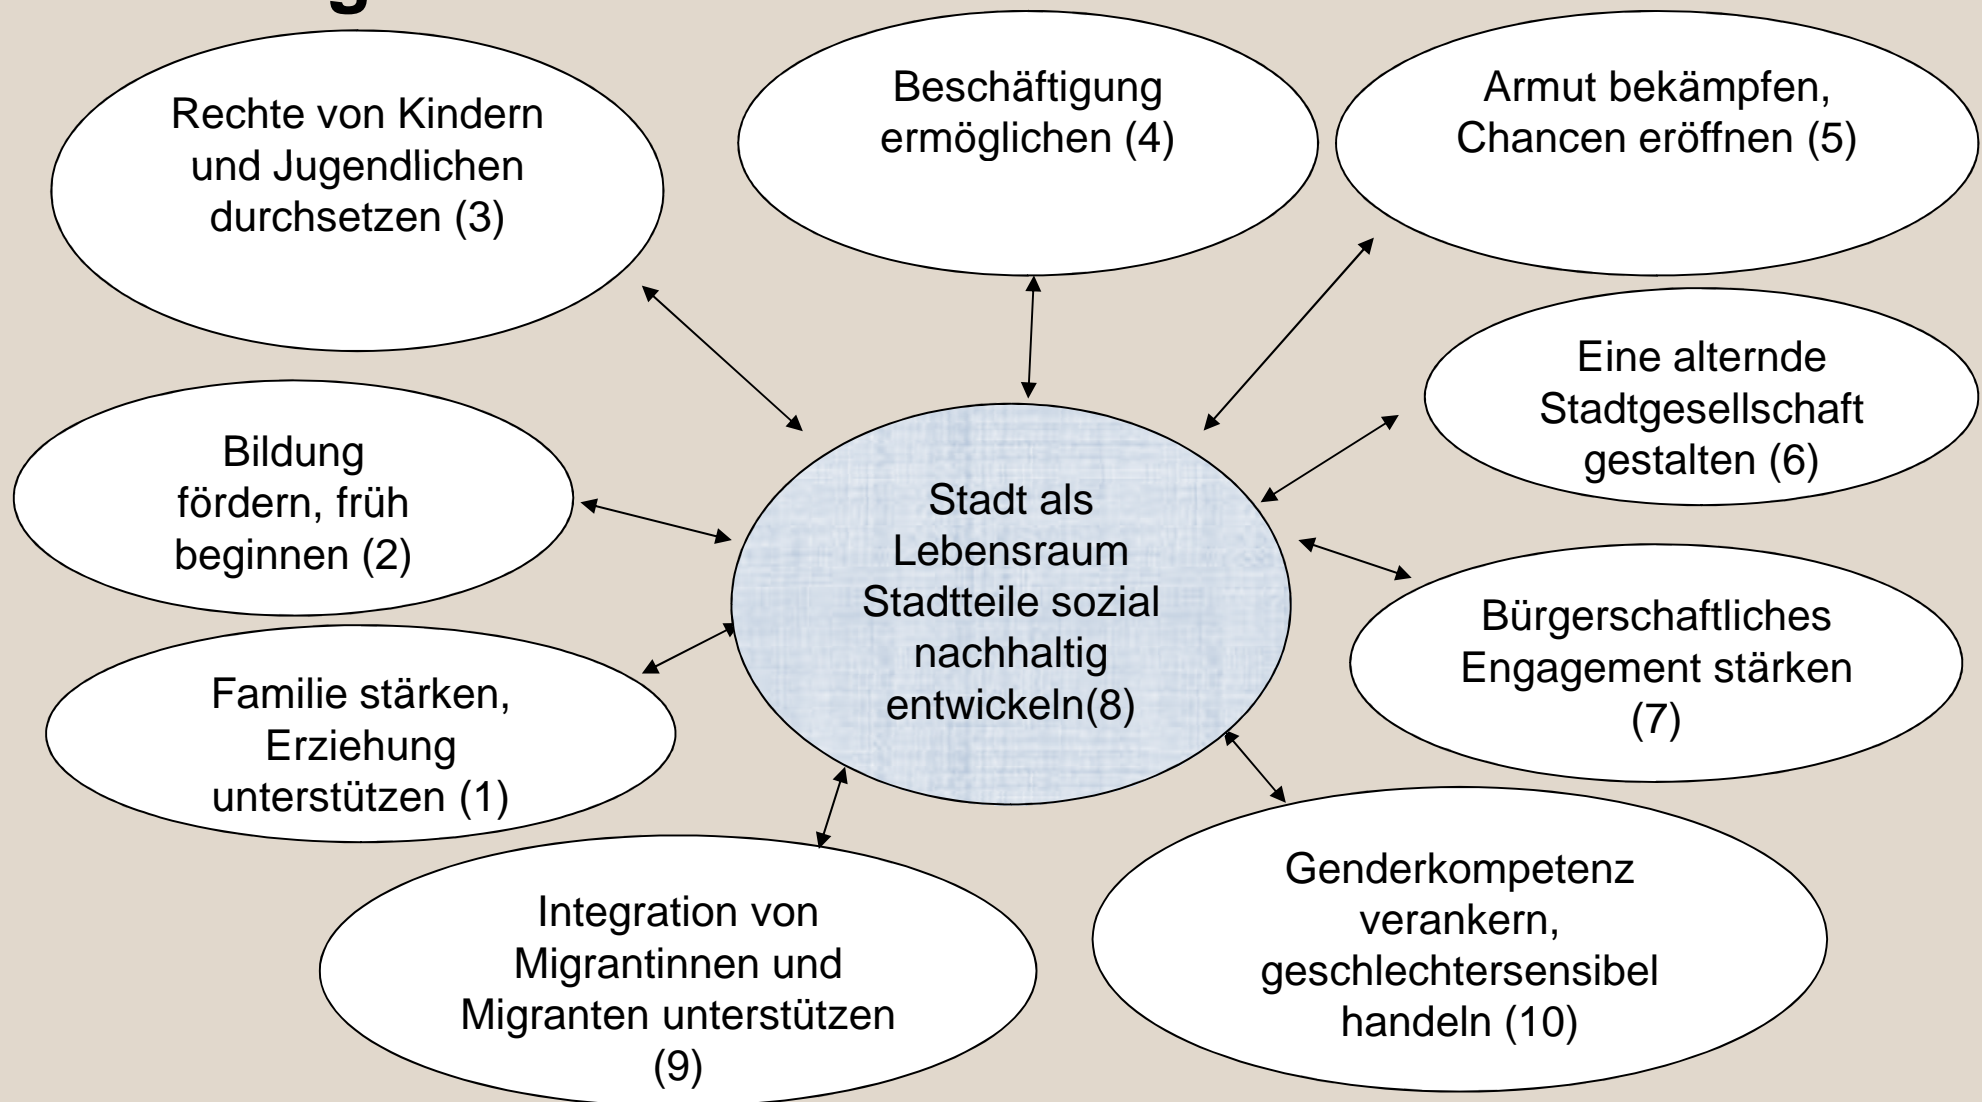 Rechte von Kindern
und Jugendlichen
durchsetzen (3)
Beschäftigung
ermöglichen (4)
Armut bekämpfen,
Chancen eröffnen (5)
Eine alternde
Stadtgesellschaft
gestalten (6)
Bildung
fördern, früh
beginnen (2)
Stadt als
Lebensraum
Stadtteile sozial
nachhaltig
entwickeln(8)
Bürgerschaftliches
Engagement stärken
(7)
Familie stärken,
Erziehung
unterstützen (1)
Integration von
Migrantinnen und
Migranten unterstützen
(9)
Genderkompetenz
verankern,
geschlechtersensibel
handeln (10)